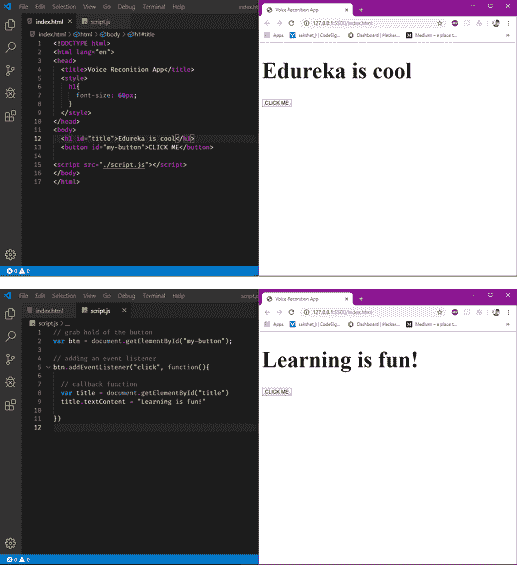 File Edit Selection View Go Debug Terminal Help
index.html
script.js
index.html > html > body > h1#title
1 <!DOCTYPE html>
2 <html lang="en">
3 <head>
4 <title>Voice Reconition App</title>
5 <style>
6 h1{
7 font-size: 60px;
8 }
9 </style>
10 </head>
11 <body>
12 <h1 id="title">Edureka is cool</h1>
13 <button id="my-button">CLICK ME</button>
14
15 <script src="./script.js"></script>
16 </body>
17 </html>
Voice Reconition App
127.0.0.1:5500/index.html
Apps
Dashboard |
Medium – a place t...
Edureka is cool
CLICK ME
File Edit Selection View Go Debug Terminal Help
index.html
script.js
script.js > ...
1 // grab hold of the button
2 var btn = document.getElementById("my-button");
3
4 // adding an event listener
5 btn.addEventListener("click", function(){
6
7 // callback function
8 var title = document.getElementById("title")
9 title.textContent = "Learning is fun!"
10
11 })
12
Voice Reconition App
127.0.0.1:5500/index.html
Apps
Dashboard |
Medium – a place t...
Learning is fun!
CLICK ME